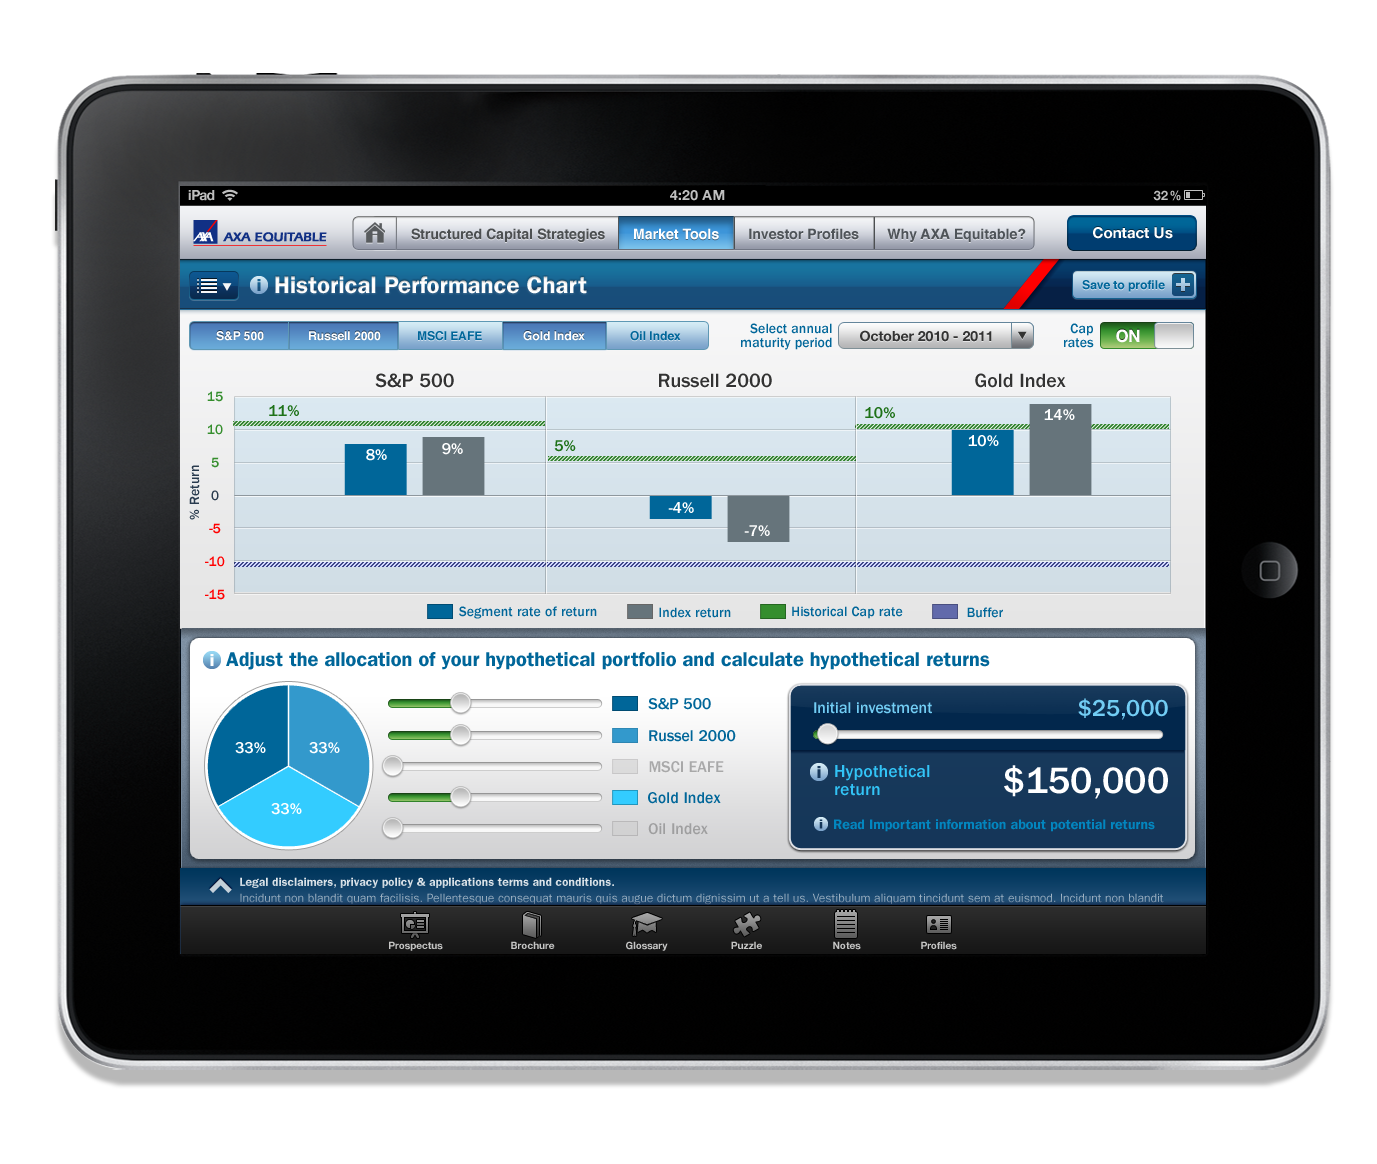 iPad
4:20 AM
32%
AXA
AXA EQUITABLE
Structured Capital Strategies
Market Tools
Investor Profiles
Why AXA Equitable?
Contact Us
i Historical Performance Chart
Save to profile
S&P 500
Russell 2000
MSCI EAFE
Gold Index
Oil Index
Select annual
maturity period
October 2010 - 2011
Cap
rates
ON
S&P 500
Russell 2000
Gold Index
% Return
15
10
5
0
-5
-10
-15
11%
8%
9%
5%
-4%
-7%
10%
10%
14%
Segment rate of return
Index return
Historical Cap rate
Buffer
i Adjust the allocation of your hypothetical portfolio and calculate hypothetical returns
33%
33%
33%
S&P 500
Russel 2000
MSCI EAFE
Gold Index
Oil Index
Initial investment
$25,000
i Hypothetical
return
$150,000
i Read Important information about potential returns
Legal disclaimers, privacy policy & applications terms and conditions.
Incidunt non blandit quam facilisis. Pellentesque consequat mauris quis augue dictum dignissim ut a tell us. Vestibulum aliquam tincidunt sem at euismod. Incidunt non blandit
Prospectus
Brochure
Glossary
Puzzle
Notes
Profiles